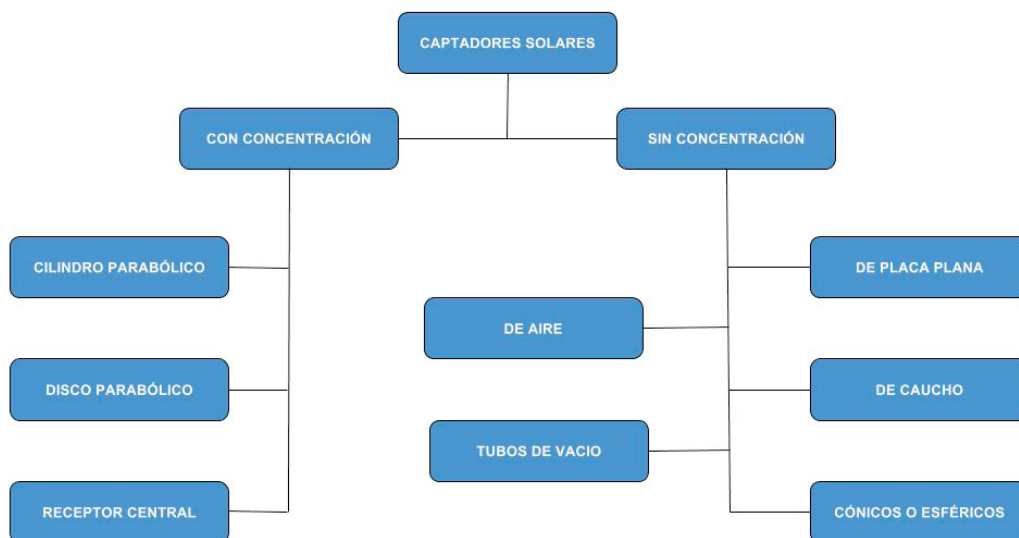 CAPTADORES SOLARES
CON CONCENTRACIÓN
SIN CONCENTRACIÓN
CILINDRO PARABÓLICO
DE PLACA PLANA
DE AIRE
DISCO PARABÓLICO
DE CAUCHO
TUBOS DE VACIO
RECEPTOR CENTRAL
CÓNICOS O ESFÉRICOS